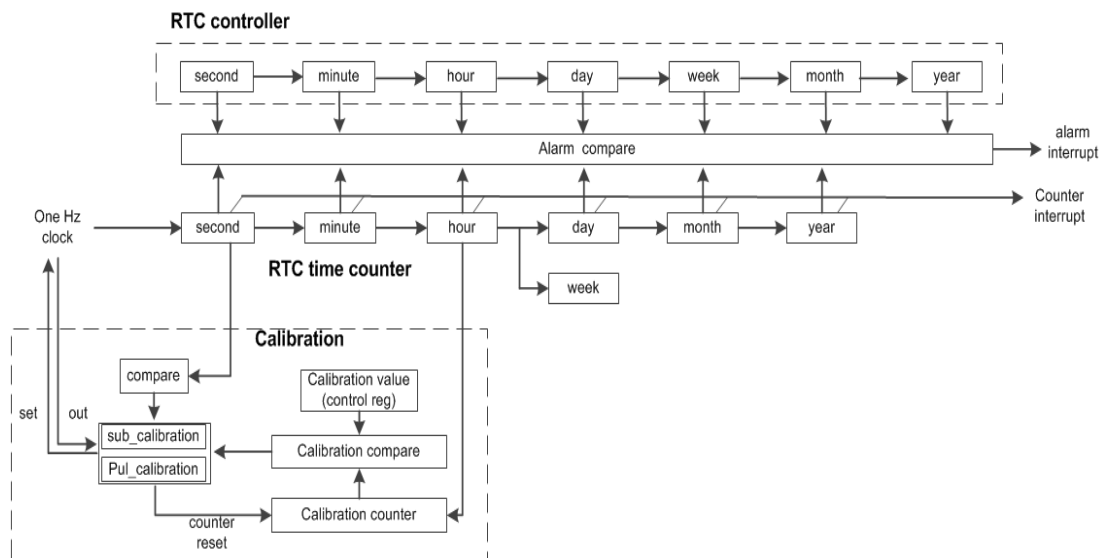 RTC controller
second
minute
hour
day
week
month
year
Alarm compare
alarm
interrupt
Counter
interrupt
One Hz
clock
second
minute
hour
day
month
year
RTC time counter
week
Calibration
compare
Calibration value
(control reg)
set
out
sub_calibration
Calibration compare
Pul_calibration
Calibration counter
counter
reset